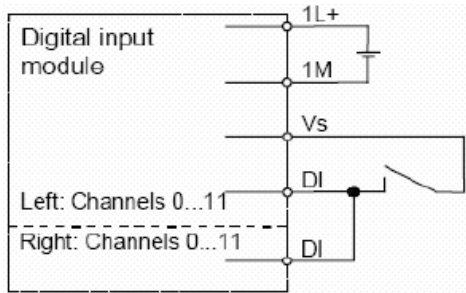 1L+
Digital input
module
1M
Vs
DI
Left: Channels 0...11
Right: Channels 0...11
DI